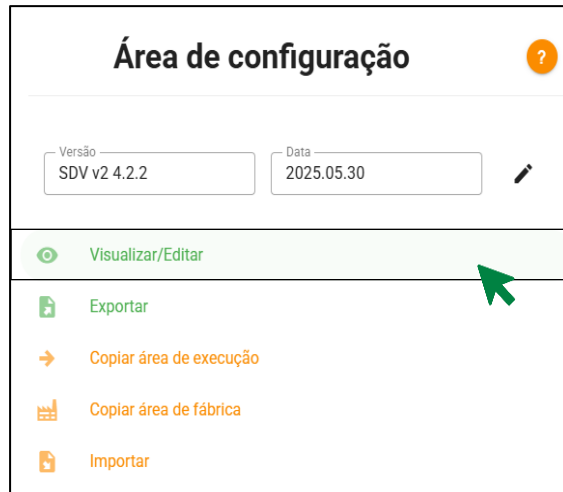 Área de configuração
?
Versão
SDV v2 4.2.2
Data
2025.05.30
Visualizar/Editar
Exportar
Copiar área de execução
Copiar área de fábrica
Importar